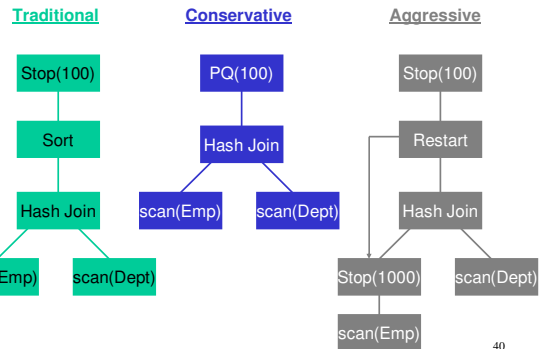 Traditional
Conservative
Aggressive
Stop(100)
PQ(100)
Stop(100)
Sort
Restart
Hash Join
Hash Join
Hash Join
scan(Emp)
scan(Dept)
Emp)
scan(Dept)
Stop(1000)
scan(Dept)
scan(Emp)
40